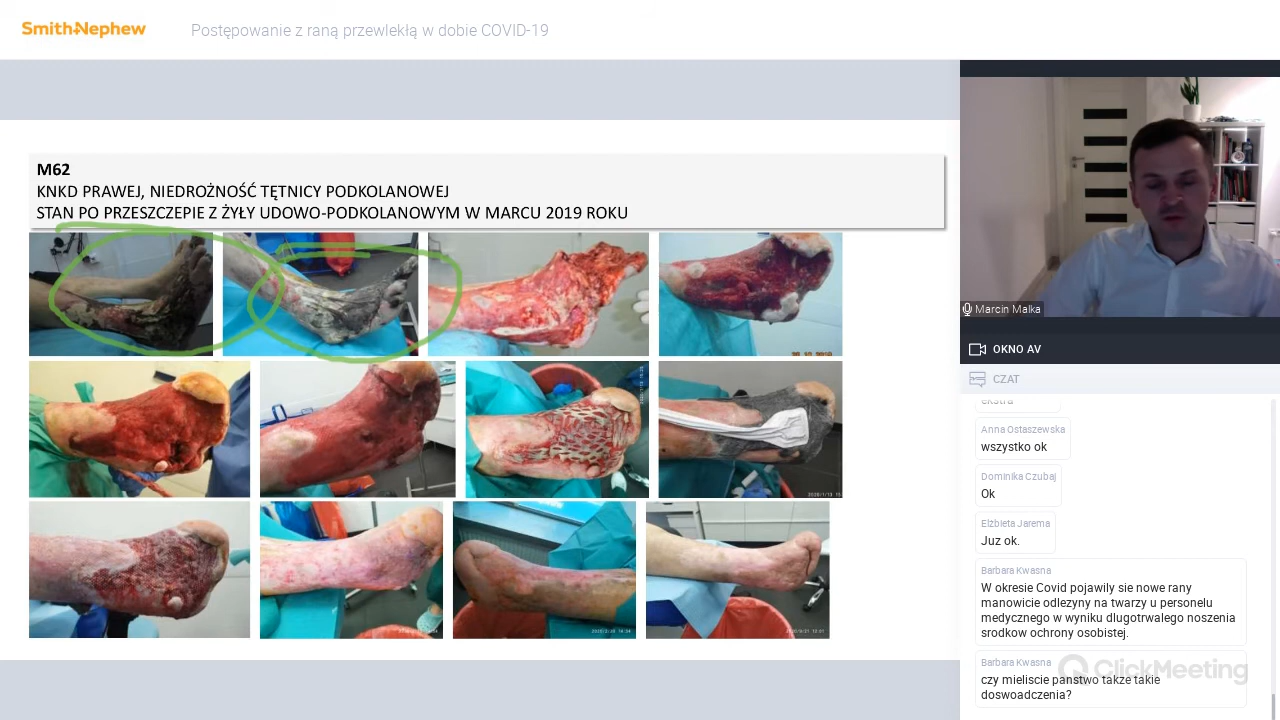 Smith+Nephew
Postępowanie z raną przewlekłą w dobie COVID-19
M62
KNKD PRAWEJ, NIEDROŻNOŚĆ TĘTNICY PODKOLANOWEJ
STAN PO PRZESZCZEPIE Z ŻYŁY UDOWO-PODKOLANOWYM W MARCU 2019 ROKU
Marcin Malka
OKNO AV
CZAT
ekstra
Anna Ostaszewska
wszystko ok
Dominika Czubaj
Ok
Elżbieta Jarema
Juz ok.
Barbara Kwasna
W okresie Covid pojawily sie nowe rany
manowicie odlezyny na twarzy u personelu
medycznego w wyniku dlugotrwalego noszenia
srodkow ochrony osobistej.
Barbara Kwasna
czy mieliscie panstwo takze takie
doswoadczenia?
ClickMeeting